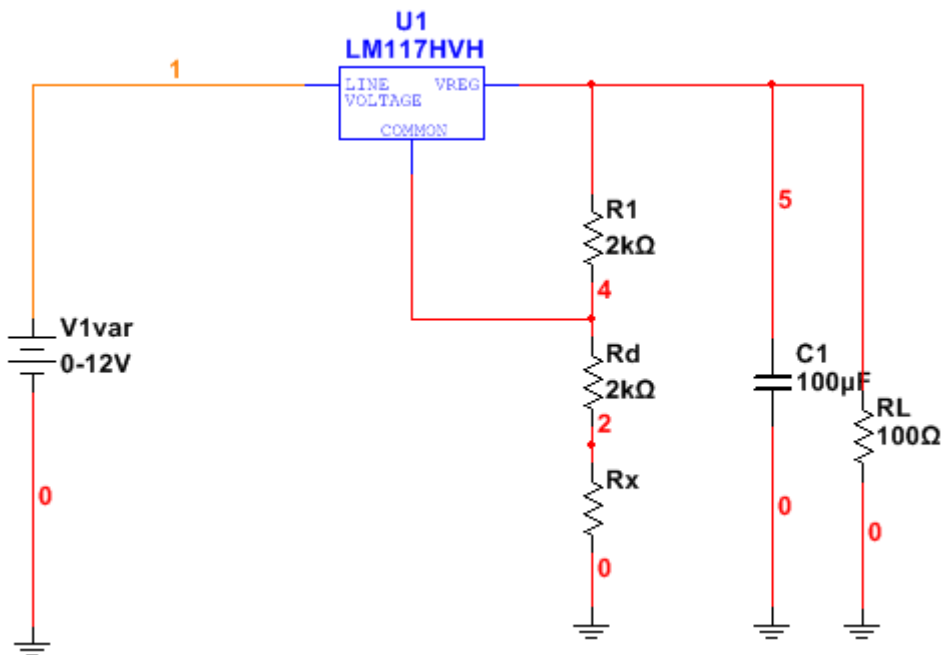 U1
LM117HVH
1
LINE VREG
VOLTAGE
COMMON
R1
2kΩ
5
4
V1var
0-12V
Rd
2kΩ
C1
100µF
2
RL
100Ω
Rx
0
0
0
0